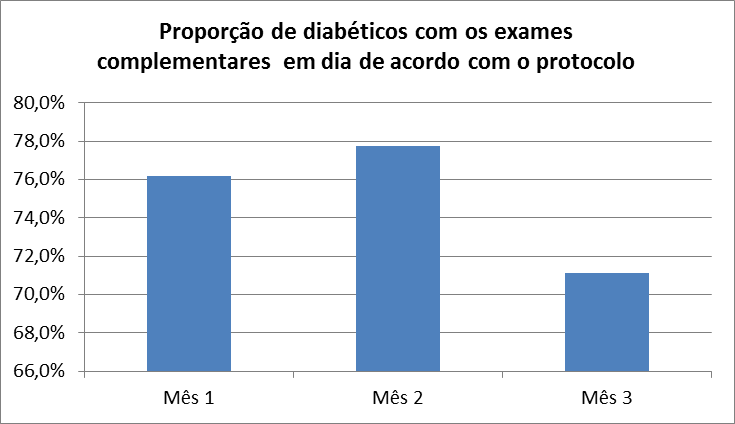 Proporção de diabéticos com os exames
complementares em dia de acordo com o protocolo
80,0%
78,0%
76,0%
74,0%
72,0%
70,0%
68,0%
66,0%
Mês 1 Mês 2 Mês 3